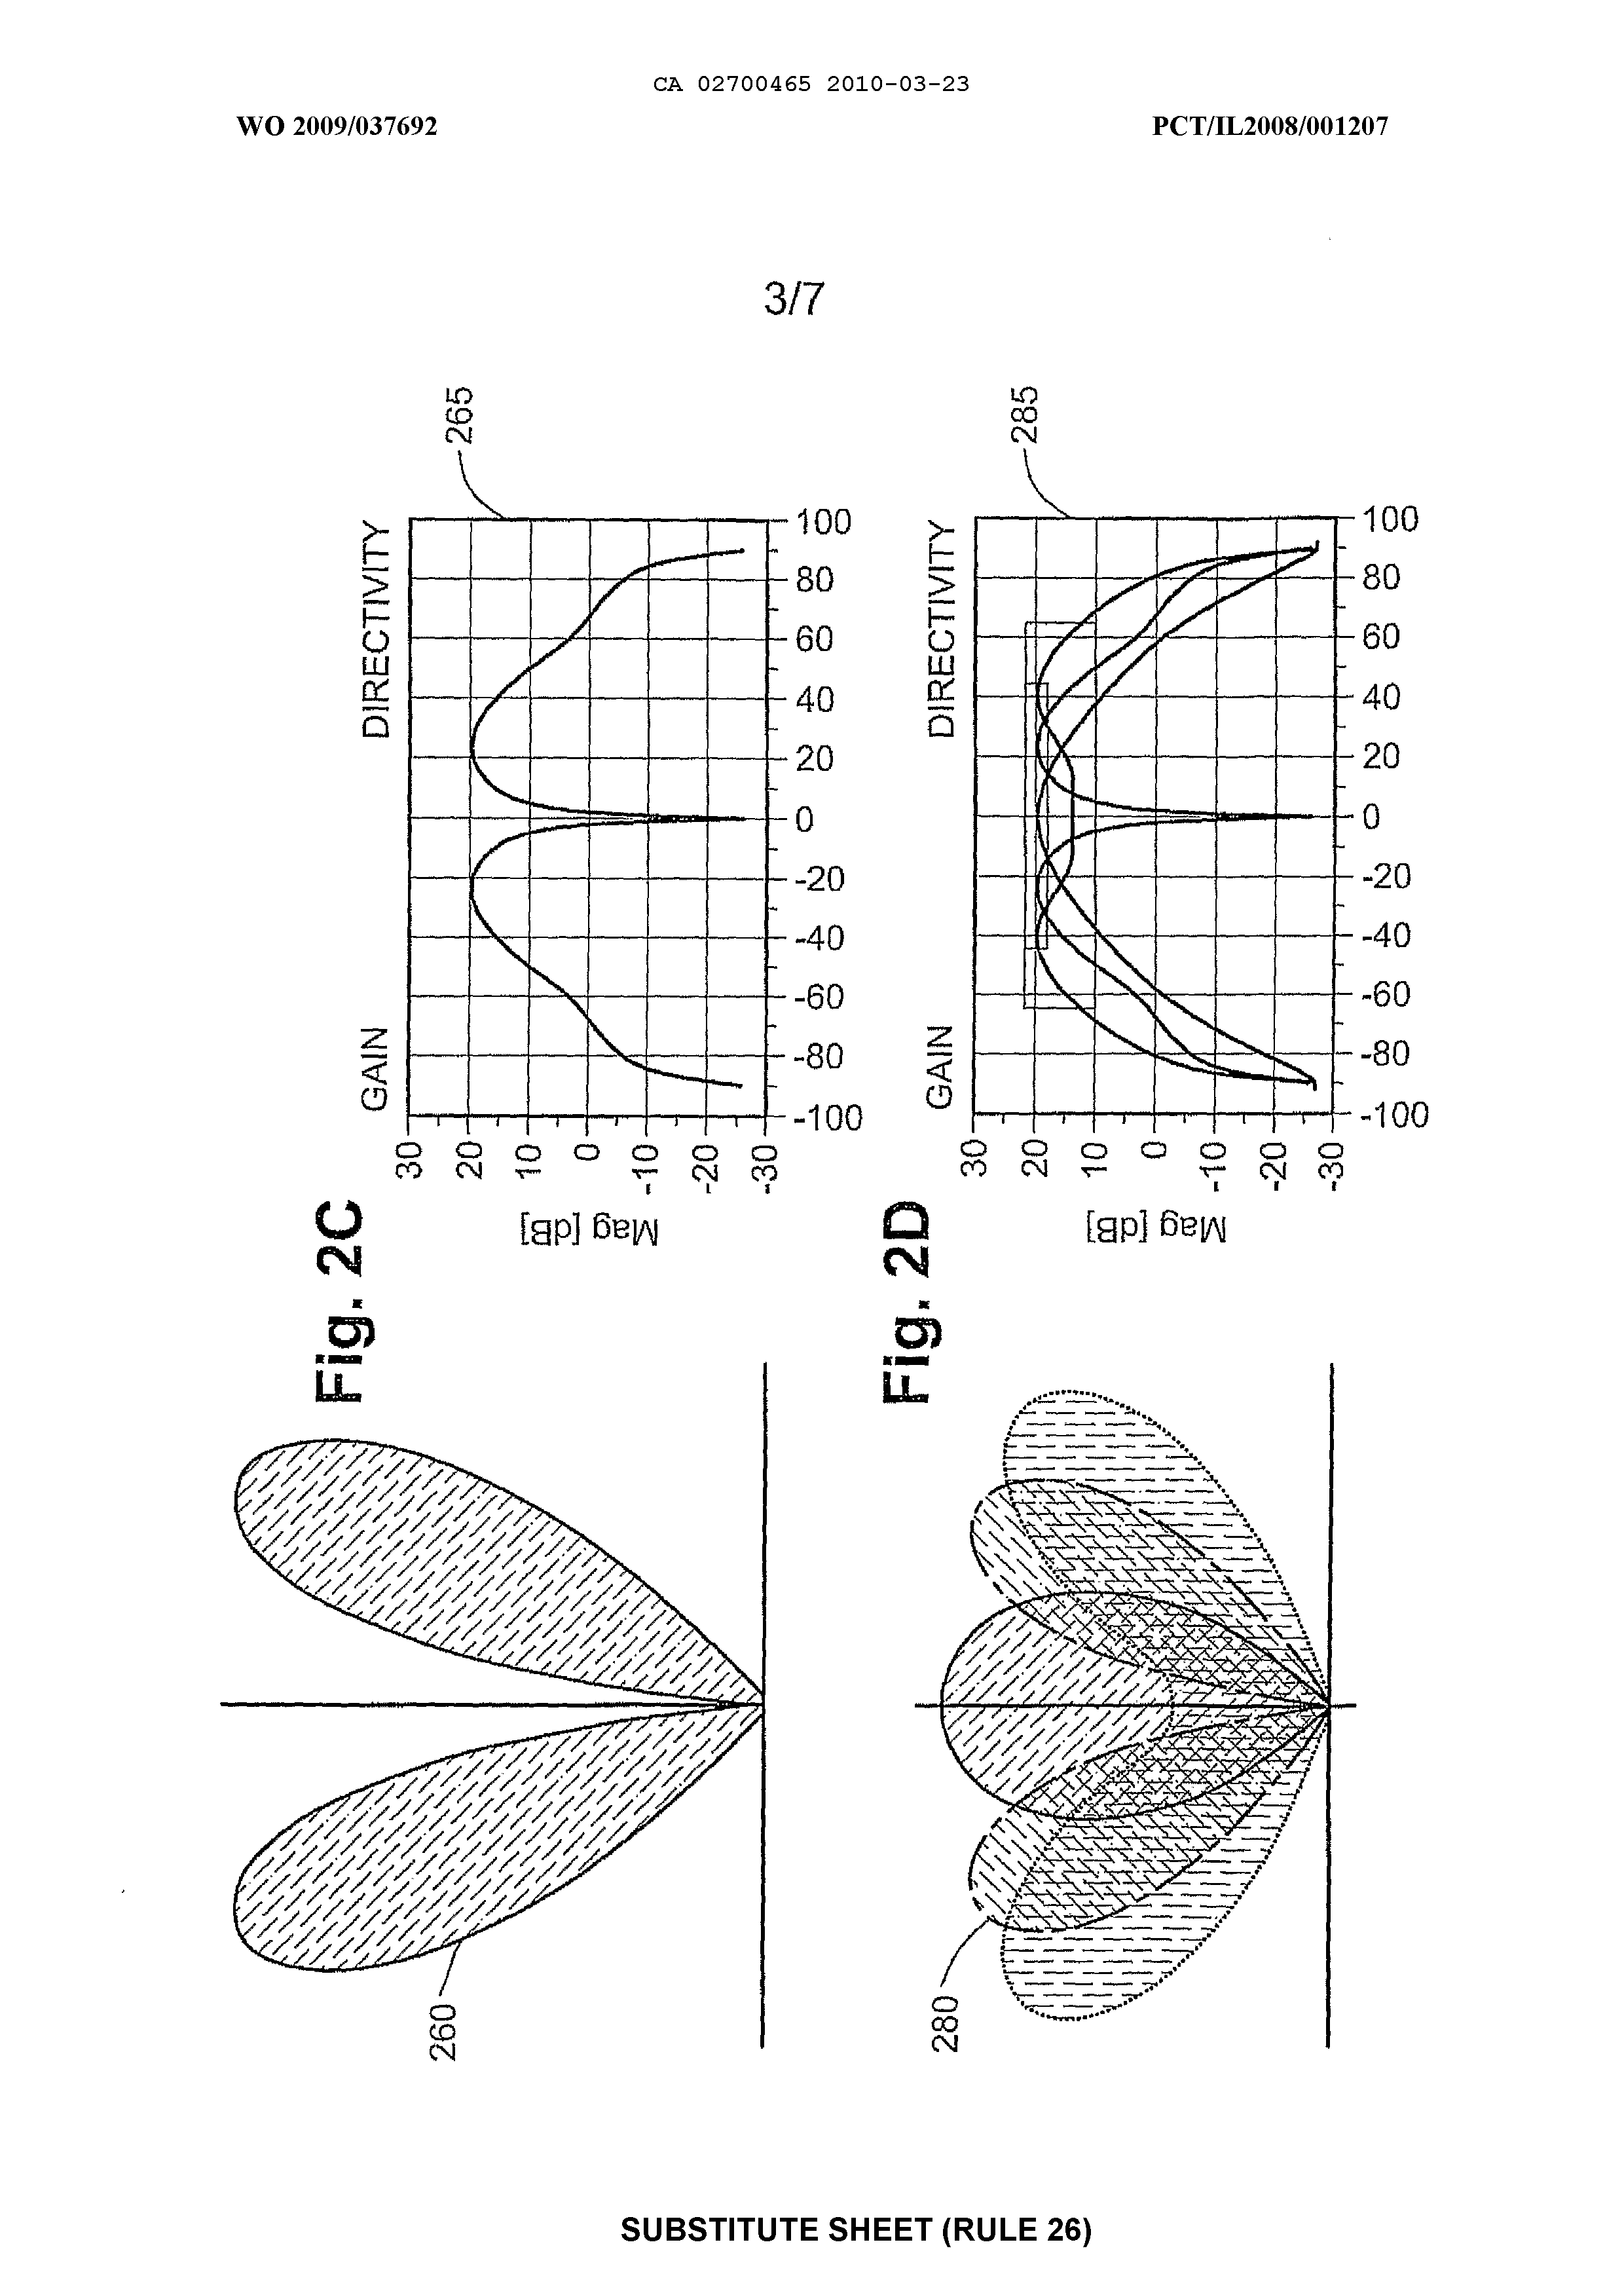 CA 02700465 2010-03-23
WO 2009/037692 PCT/IL2008/001207
3/7
Fig. 2C
260
GAIN DIRECTIVITY
265
Mag [dB]
30
20
10
0
-10
-20
-30
-100 -80 -60 -40 -20 0 20 40 60 80 100
Fig. 2D
280
GAIN DIRECTIVITY
285
Mag [dB]
30
20
10
0
-10
-20
-30
-100 -80 -60 -40 -20 0 20 40 60 80 100
SUBSTITUTE SHEET (RULE 26)